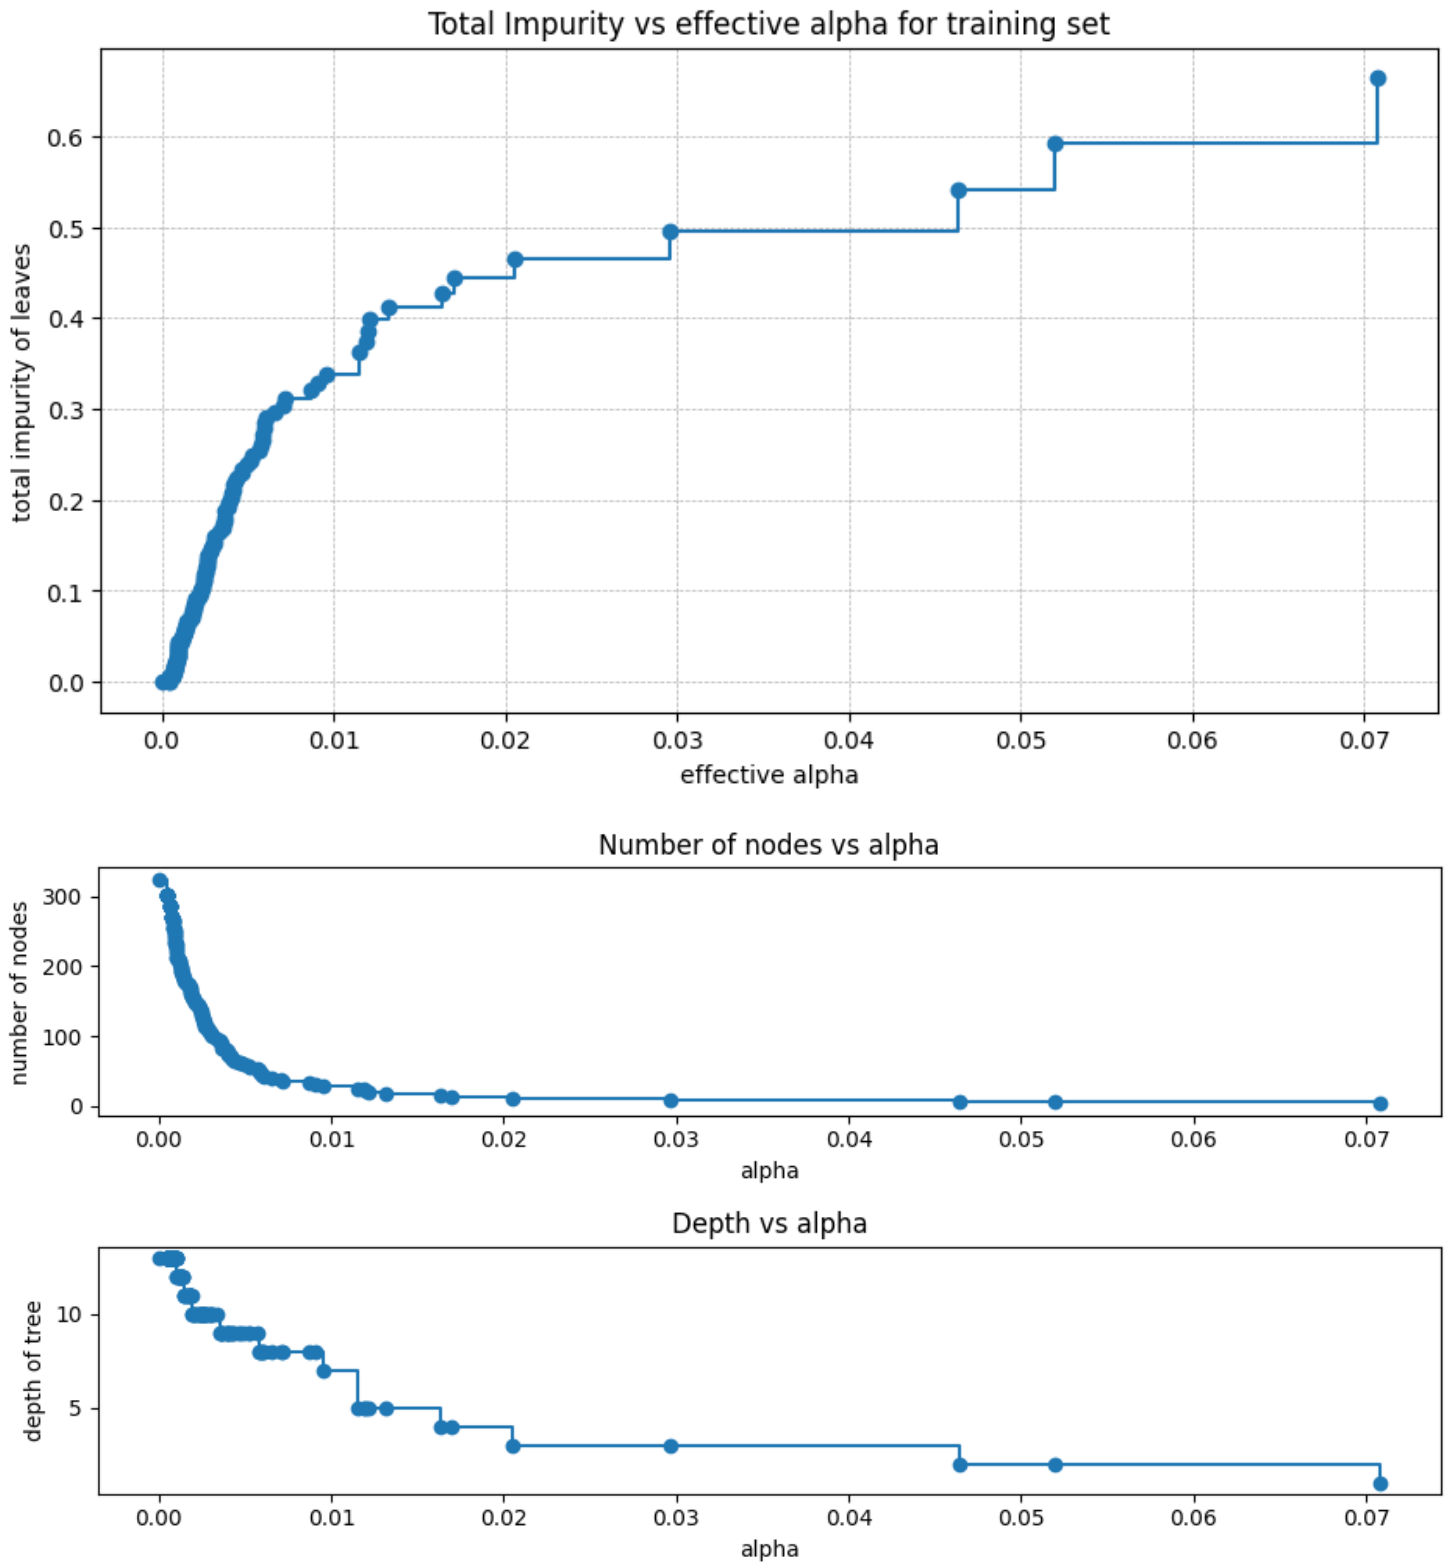 Total Impurity vs effective alpha for training set
total impurity of leaves
0.6
0.5
0.4
0.3
0.2
0.1
0.0
0.0 0.01 0.02 0.03 0.04 0.05 0.06 0.07
effective alpha
Number of nodes vs alpha
number of nodes
300
200
100
0
0.00 0.01 0.02 0.03 0.04 0.05 0.06 0.07
alpha
Depth vs alpha
depth of tree
10
5
0.00 0.01 0.02 0.03 0.04 0.05 0.06 0.07
alpha